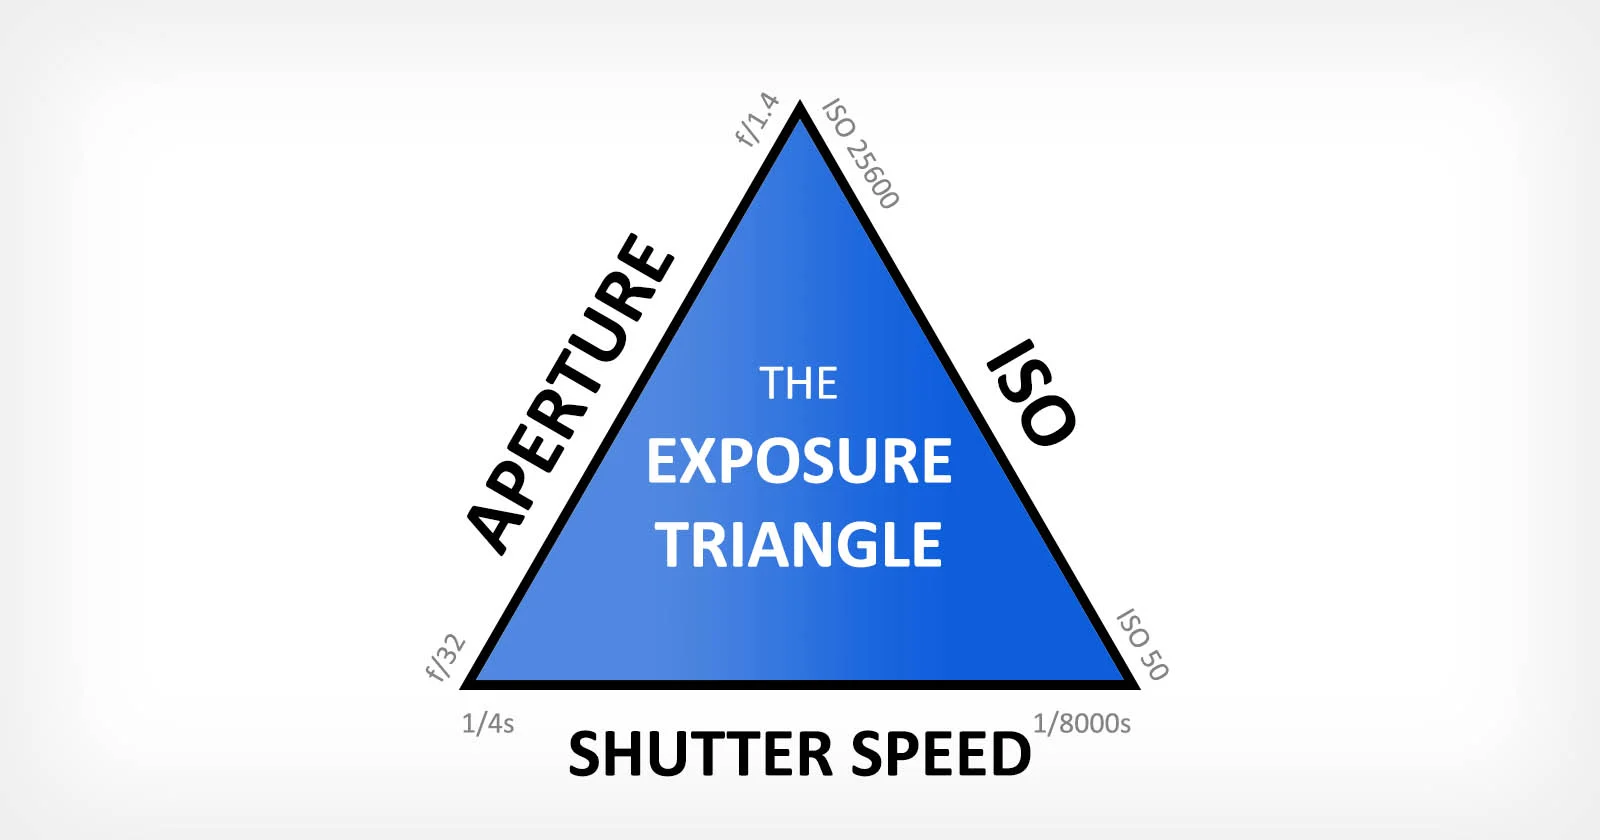 f/1.4
ISO 25600
APERTURE
ISO
THE
EXPOSURE
TRIANGLE
f/32
ISO 50
1/4s
1/8000s
SHUTTER SPEED